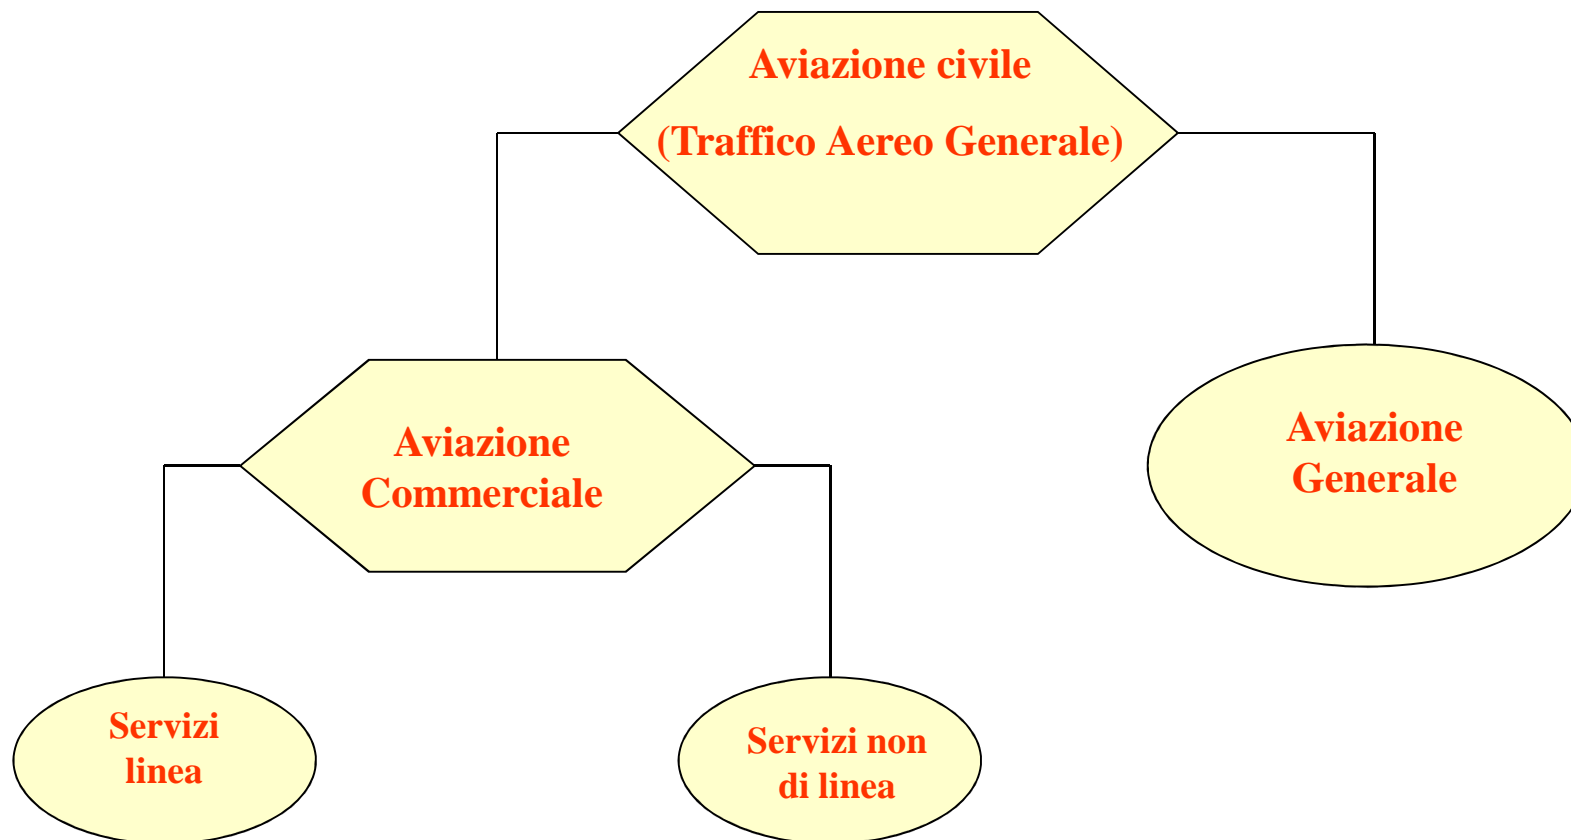 Aviazione civile
(Traffico Aereo Generale)
Aviazione
Commerciale
Aviazione
Generale
Servizi
linea
Servizi non
di linea